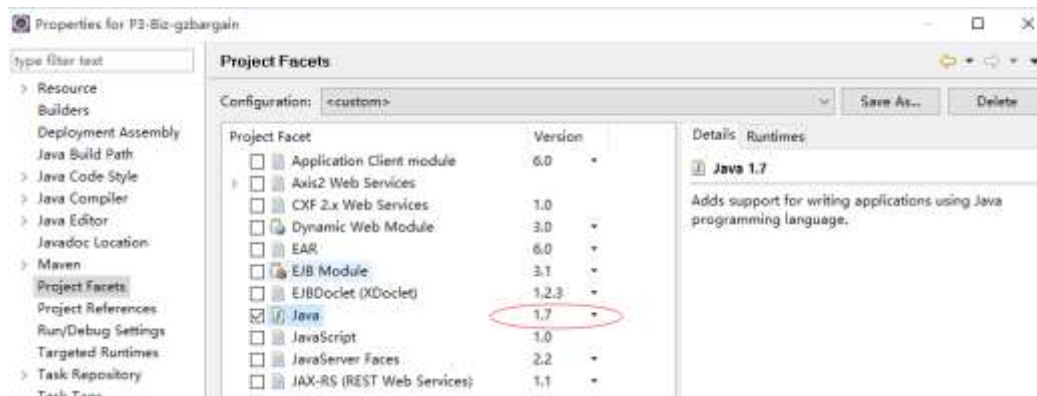 Properties for P3-Biz-gzbargain
type filter text
Project Facets
Resource
Builders
Deployment Assembly
Java Build Path
Java Code Style
Java Compiler
Java Editor
Javadoc Location
Maven
Project Facets
Project References
Run/Debug Settings
Targeted Runtimes
Task Repository
Task Tags
Configuration: <custom> Save As... Delete
Project Facet Version
Application Client module 6.0
Axis2 Web Services
CXF 2.x Web Services 1.0
Dynamic Web Module 3.0
EAR 6.0
EJB Module 3.1
EJBDoclet (XDoclet) 1.2.3
Java 1.7
JavaScript 1.0
JavaServer Faces 2.2
JAX-RS (REST Web Services) 1.1
Details Runtimes
Java 1.7
Adds support for writing applications using Java
programming language.